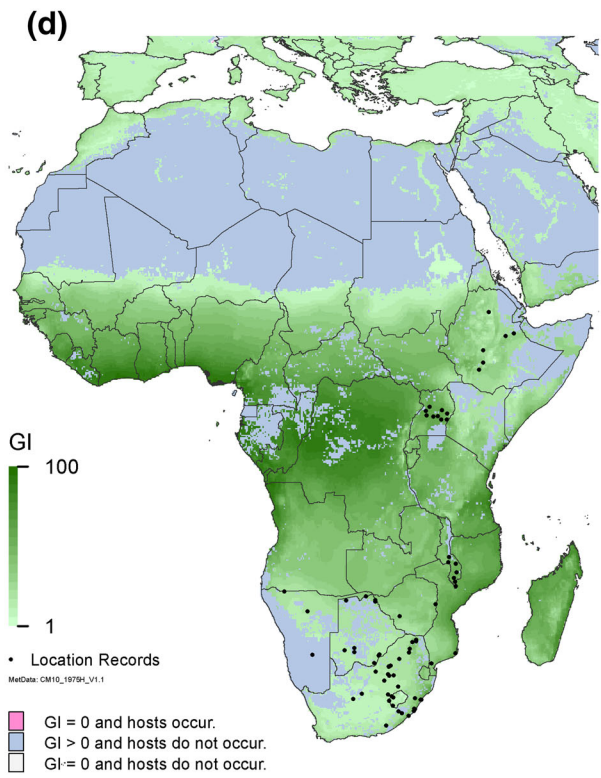 (d)
GI
100
1
Location Records
MetData: CM10_1975H_V1.1
GI = 0 and hosts occur.
GI > 0 and hosts do not occur.
GI = 0 and hosts do not occur.